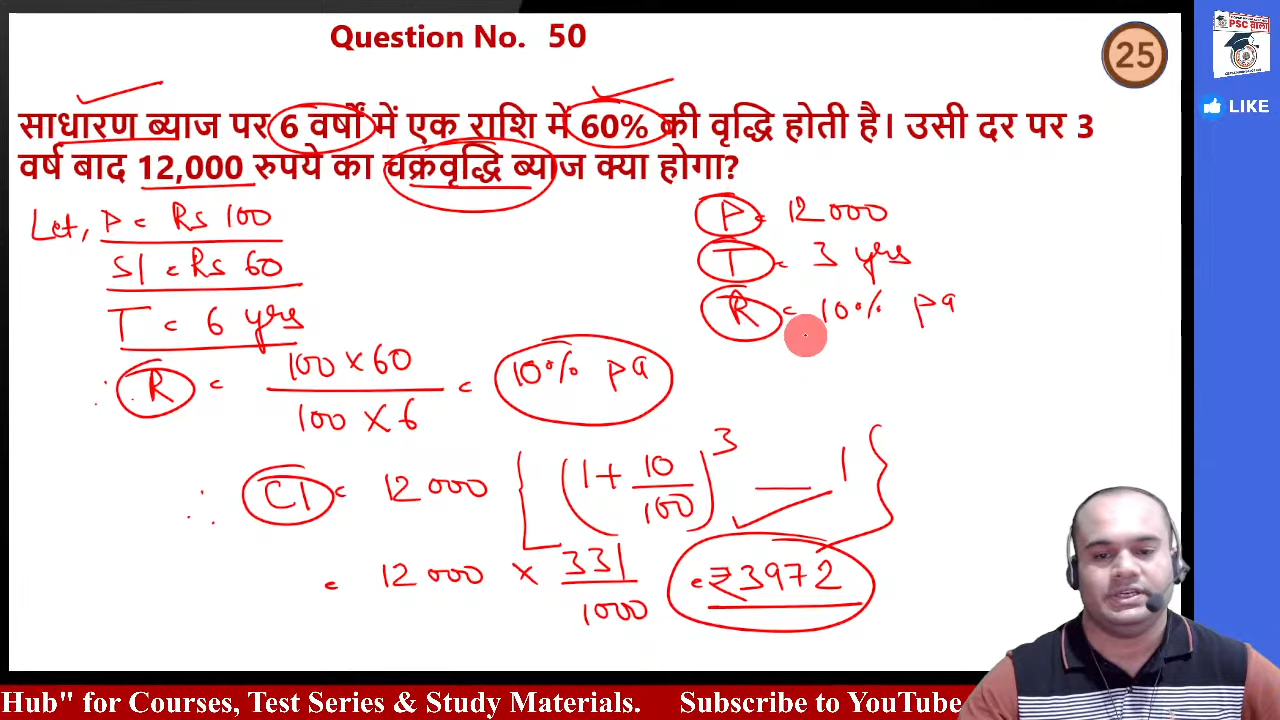 Question No. 50
25
PSC वाला
LIKE
साधारण ब्याज पर 6 वर्षों में एक राशि में 60% की वृद्धि होती है। उसी दर पर 3
वर्ष बाद 12,000 रुपये का चक्रवृद्धि ब्याज क्या होगा?
Let, P = Rs 100
SI = Rs 60
T = 6 yrs
∴ R = 100 × 60 / 100 × 6 = 10% pa
P = 12000
T = 3 yrs
R = 10% pa
∴ CI = 12000 [ (1 + 10/100)^3 — 1 }
= 12000 × 331/1000 = ₹3972
Hub" for Courses, Test Series & Study Materials. Subscribe to YouTube